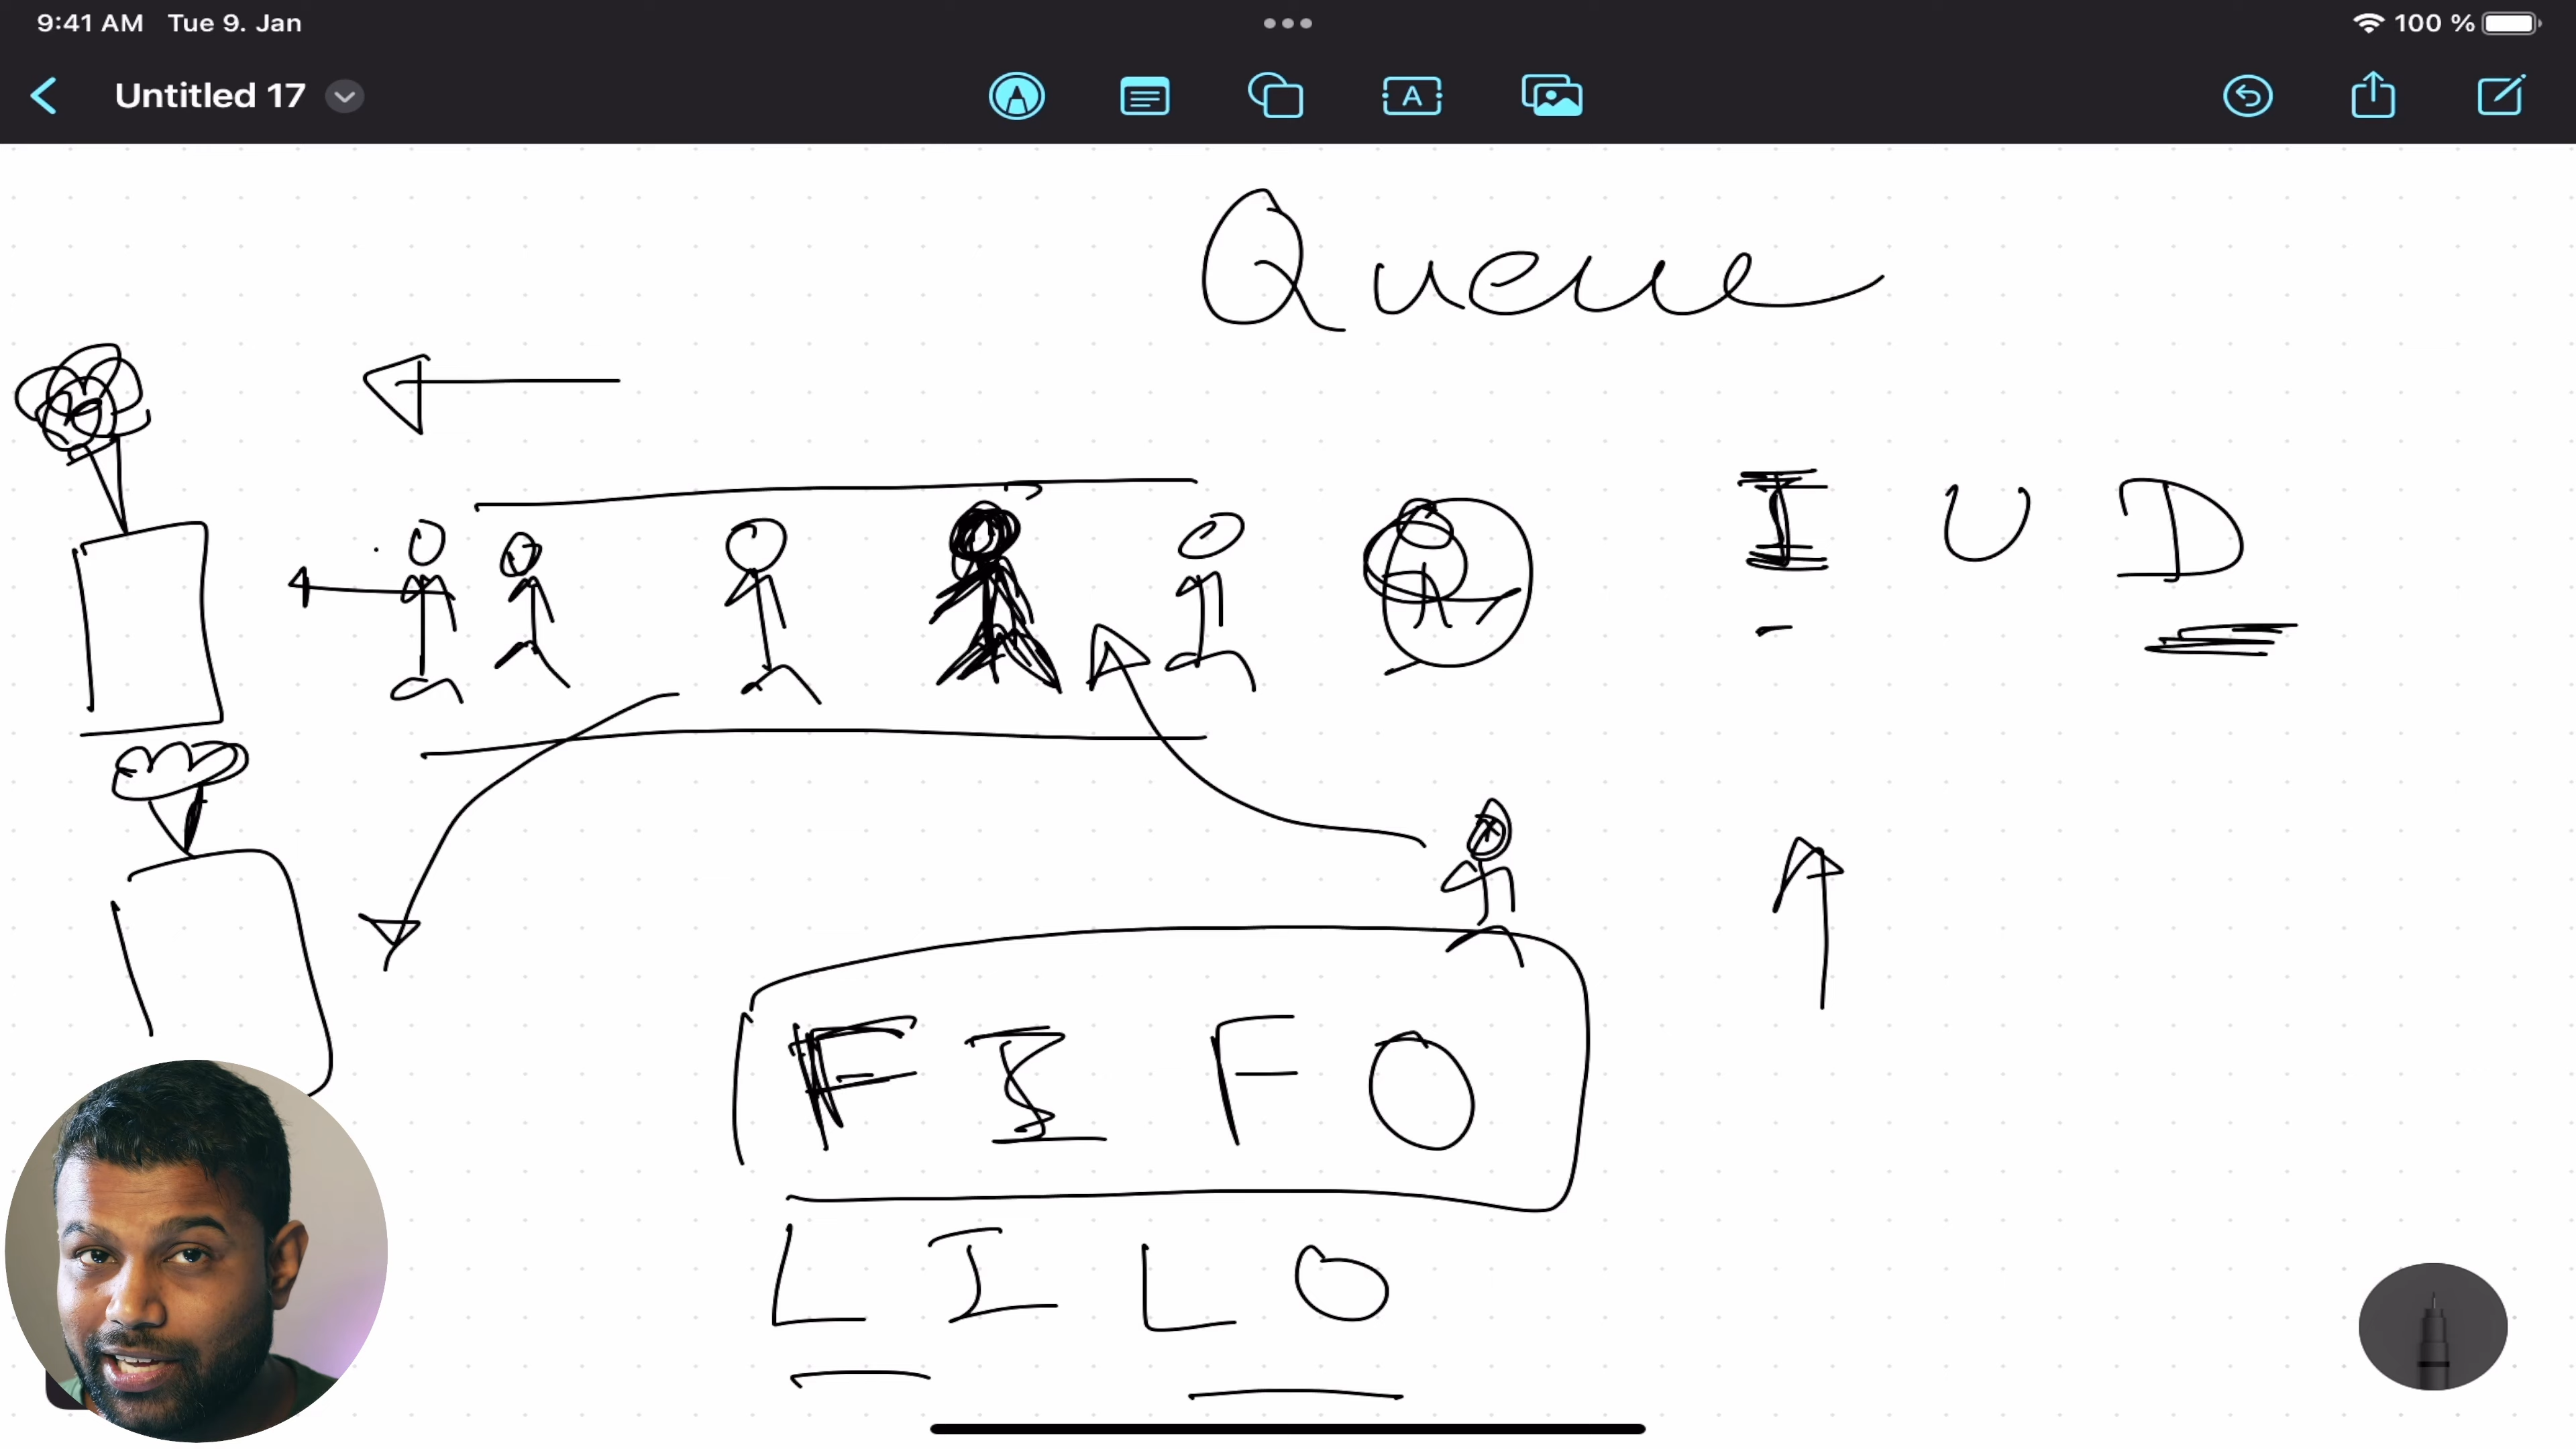 9:41 AM Tue 9. Jan
100 %
Untitled 17
A
Queue
I U D
FIFO
LILO